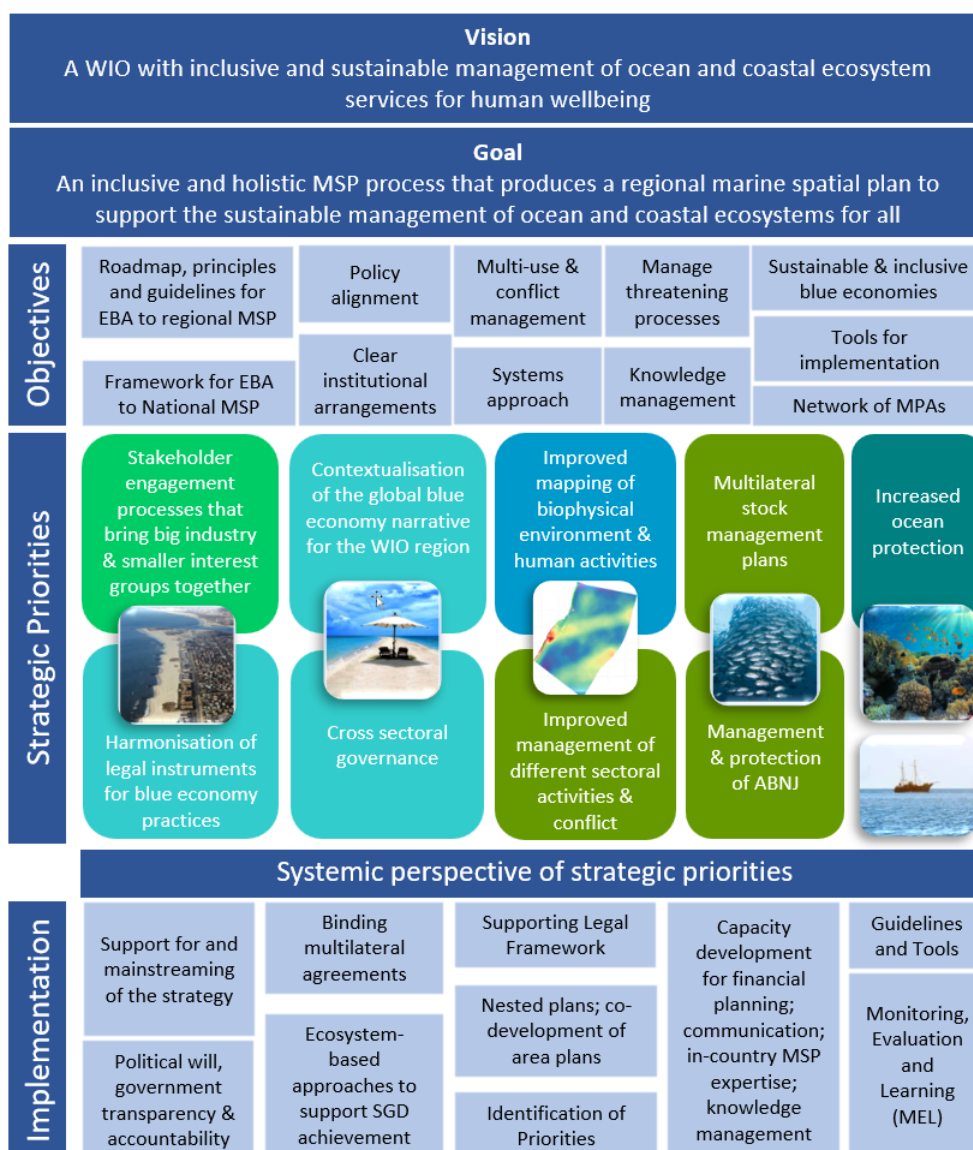 Vision
A WIO with inclusive and sustainable management of ocean and coastal ecosystem
services for human wellbeing
Goal
An inclusive and holistic MSP process that produces a regional marine spatial plan to
support the sustainable management of ocean and coastal ecosystems for all
Objectives
Roadmap, principles
and guidelines for
EBA to regional MSP
Framework for EBA
to National MSP
Policy
alignment
Clear
institutional
arrangements
Multi-use &
conflict
management
Systems
approach
Manage
threatening
processes
Knowledge
management
Sustainable & inclusive
blue economies
Tools for
implementation
Network of MPAs
Strategic Priorities
Stakeholder
engagement
processes that
bring big industry
& smaller interest
groups together
Harmonisation of
legal instruments
for blue economy
practices
Contextualisation
of the global blue
economy narrative
for the WIO region
Cross sectoral
governance
Improved
mapping of
biophysical
environment &
human activities
Improved
management of
different sectoral
activities &
conflict
Multilateral
stock
management
plans
Management
& protection
of ABNJ
Increased
ocean
protection
Systemic perspective of strategic priorities
Implementation
Support for and
mainstreaming
of the strategy
Political will,
government
transparency &
accountability
Binding
multilateral
agreements
Ecosystem-
based
approaches to
support SGD
achievement
Supporting Legal
Framework
Nested plans; co-
development of
area plans
Identification of
Priorities
Capacity
development
for financial
planning;
communication;
in-country MSP
expertise;
knowledge
management
Guidelines
and Tools
Monitoring,
Evaluation
and
Learning
(MEL)